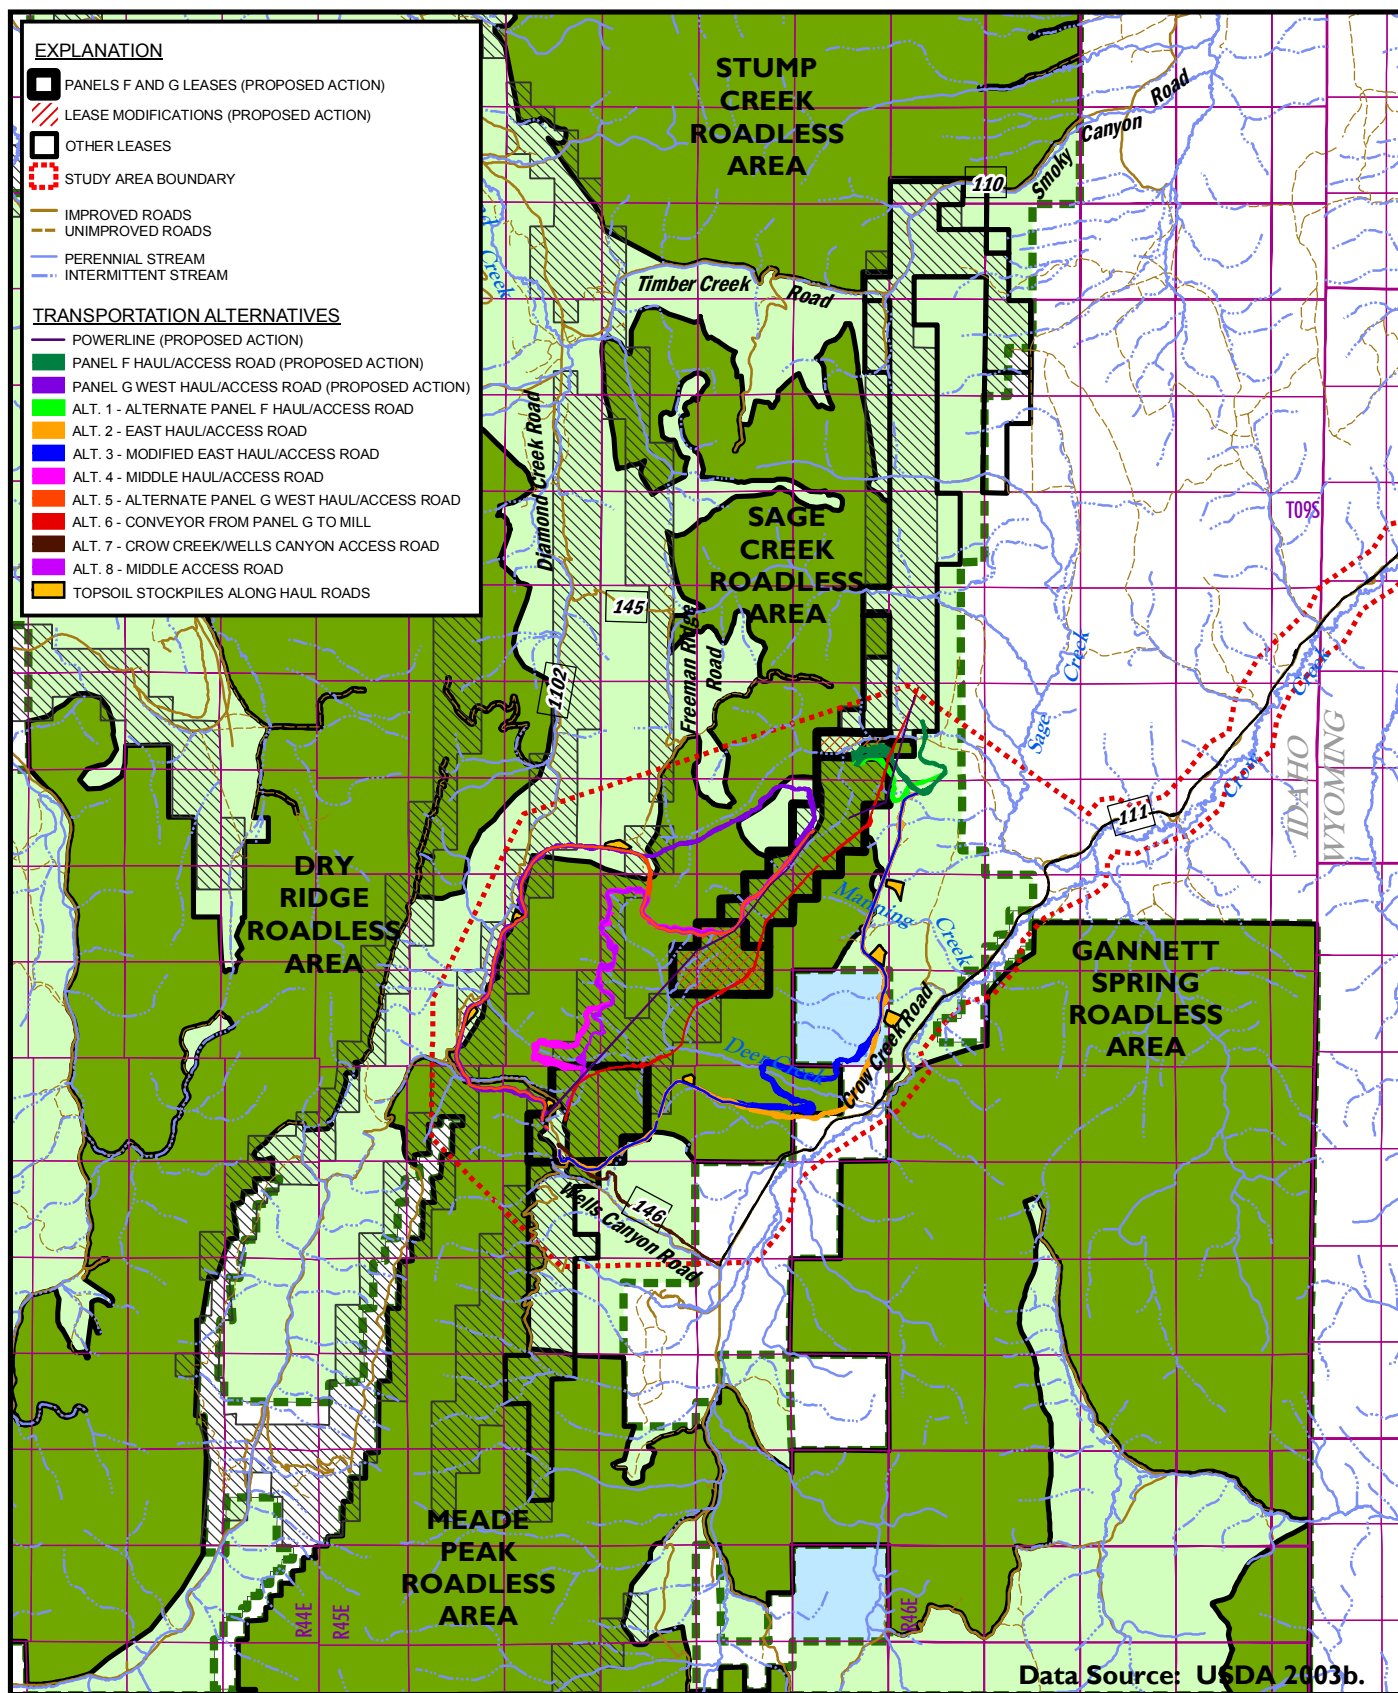 EXPLANATION
PANELS F AND G LEASES (PROPOSED ACTION)
LEASE MODIFICATIONS (PROPOSED ACTION)
OTHER LEASES
STUDY AREA BOUNDARY
IMPROVED ROADS
UNIMPROVED ROADS
PERENNIAL STREAM
INTERMITTENT STREAM
TRANSPORTATION ALTERNATIVES
POWERLINE (PROPOSED ACTION)
PANEL F HAUL/ACCESS ROAD (PROPOSED ACTION)
PANEL G WEST HAUL/ACCESS ROAD (PROPOSED ACTION)
ALT. 1 - ALTERNATE PANEL F HAUL/ACCESS ROAD
ALT. 2 - EAST HAUL/ACCESS ROAD
ALT. 3 - MODIFIED EAST HAUL/ACCESS ROAD
ALT. 4 - MIDDLE HAUL/ACCESS ROAD
ALT. 5 - ALTERNATE PANEL G WEST HAUL/ACCESS ROAD
ALT. 6 - CONVEYOR FROM PANEL G TO MILL
ALT. 7 - CROW CREEK/WELLS CANYON ACCESS ROAD
ALT. 8 - MIDDLE ACCESS ROAD
TOPSOIL STOCKPILES ALONG HAUL ROADS
STUMP
CREEK
ROADLESS
AREA
Smoky Canyon Road
110
Creek
Timber Creek Road
Diamond Creek Road
SAGE
CREEK
ROADLESS
AREA
T09S
145
Freeman Ridge
Road
1102
Sage Creek
Crow Creek
IDAHO
WYOMING
111
DRY
RIDGE
ROADLESS
AREA
Manning Creek
GANNETT
SPRING
ROADLESS
AREA
Deer Creek
Crow Creek Road
146
Wells Canyon Road
MEADE
PEAK
ROADLESS
AREA
R44E
R45E
R46E
Data Source: USDA 2003b.